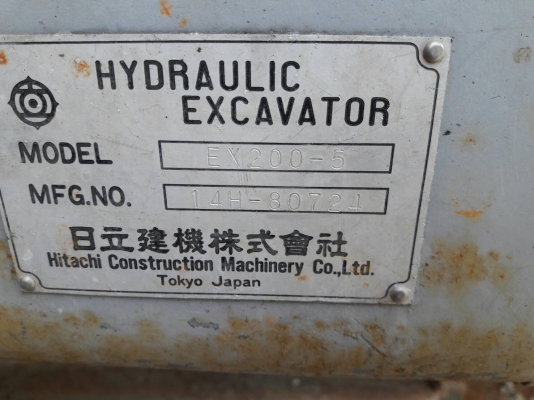 HYDRAULIC
EXCAVATOR
MODEL EX200-5
MFG.NO. 14H-80724
日立建機株式會社
Hitachi Construction Machinery Co.,Ltd.
Tokyo Japan